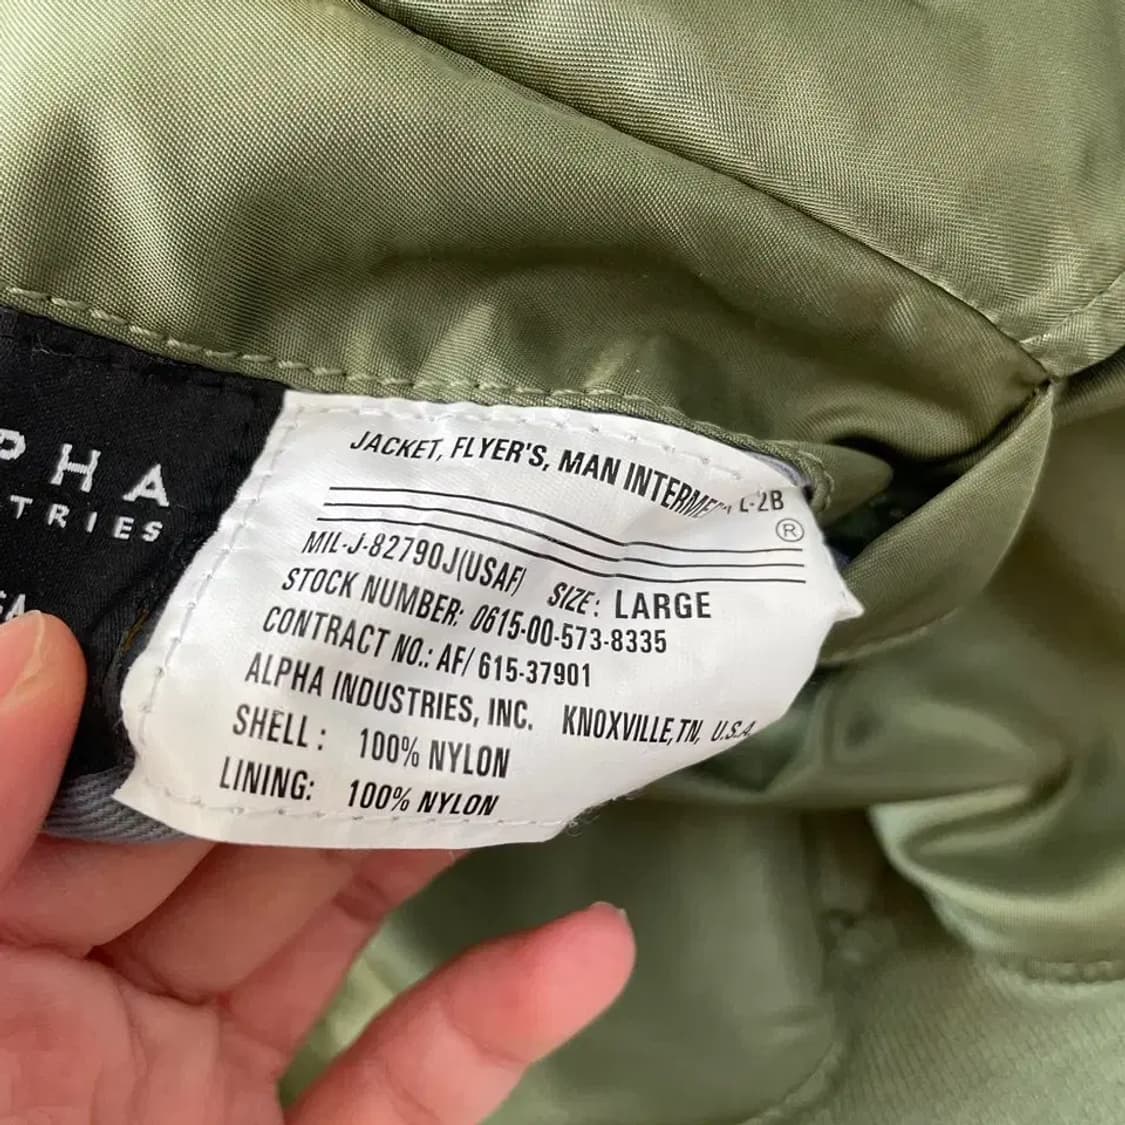 PHA
TRIES
JACKET, FLYER'S, MAN INTERME L-2B
®
MIL-J-82790J(USAF) SIZE: LARGE
STOCK NUMBER: 0615-00-573-8335
CONTRACT NO.: AF/ 615-37901
ALPHA INDUSTRIES, INC. KNOXVILLE,TN, U.S.A.
SHELL: 100% NYLON
LINING: 100% NYLON